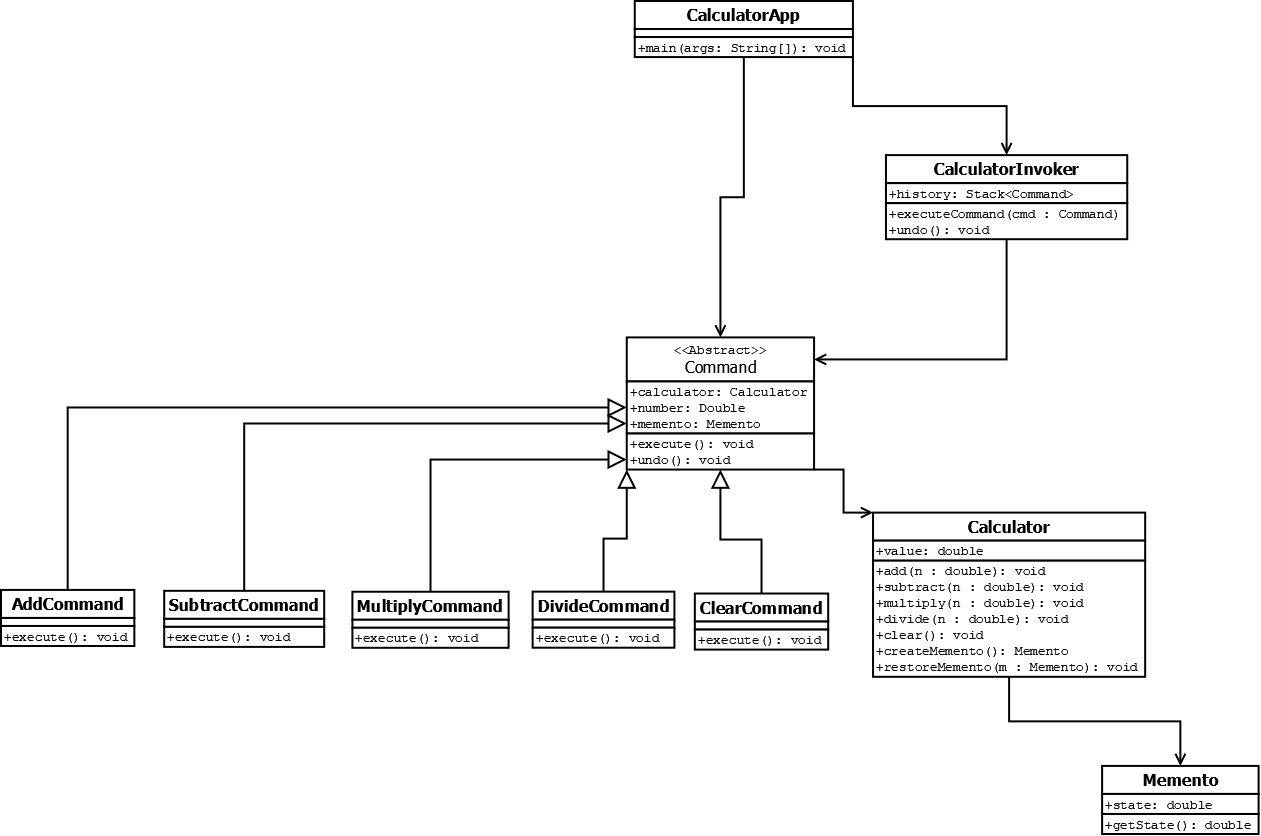 CalculatorApp
+main(args: String[]): void
CalculatorInvoker
+history: Stack<Command>
+executeCommand(cmd : Command)
+undo(): void
<<Abstract>>
Command
+calculator: Calculator
+number: Double
+memento: Memento
+execute(): void
+undo(): void
Calculator
+value: double
+add(n : double): void
+subtract(n : double): void
+multiply(n : double): void
+divide(n : double): void
+clear(): void
+createMemento(): Memento
+restoreMemento(m : Memento): void
AddCommand
+execute(): void
SubtractCommand
+execute(): void
MultiplyCommand
+execute(): void
DivideCommand
+execute(): void
ClearCommand
+execute(): void
Memento
+state: double
+getState(): double